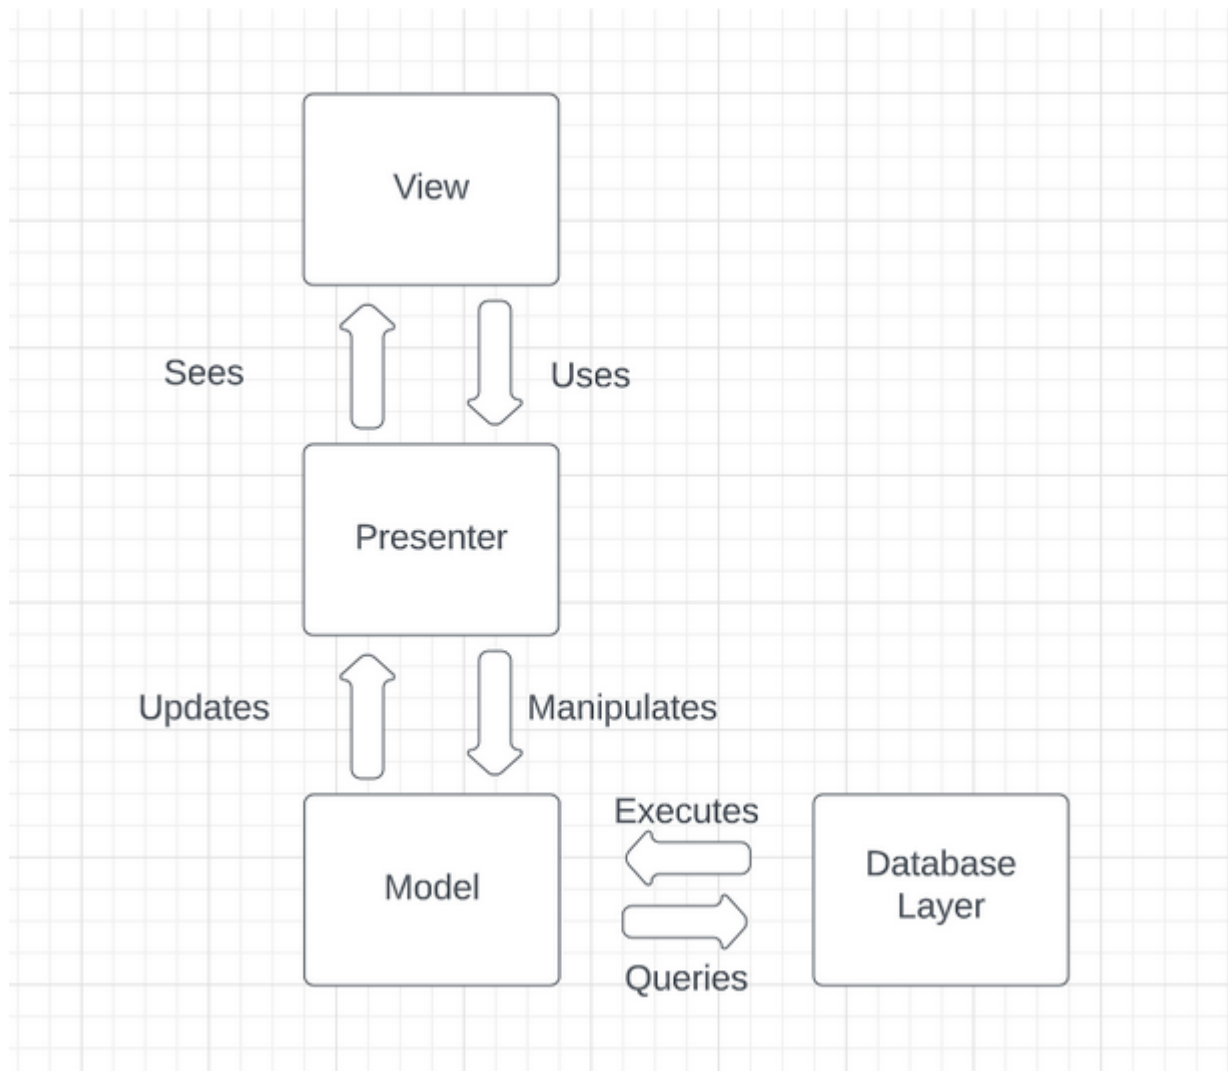 View
Sees
Uses
Presenter
Updates
Manipulates
Executes
Model
Database
Layer
Queries